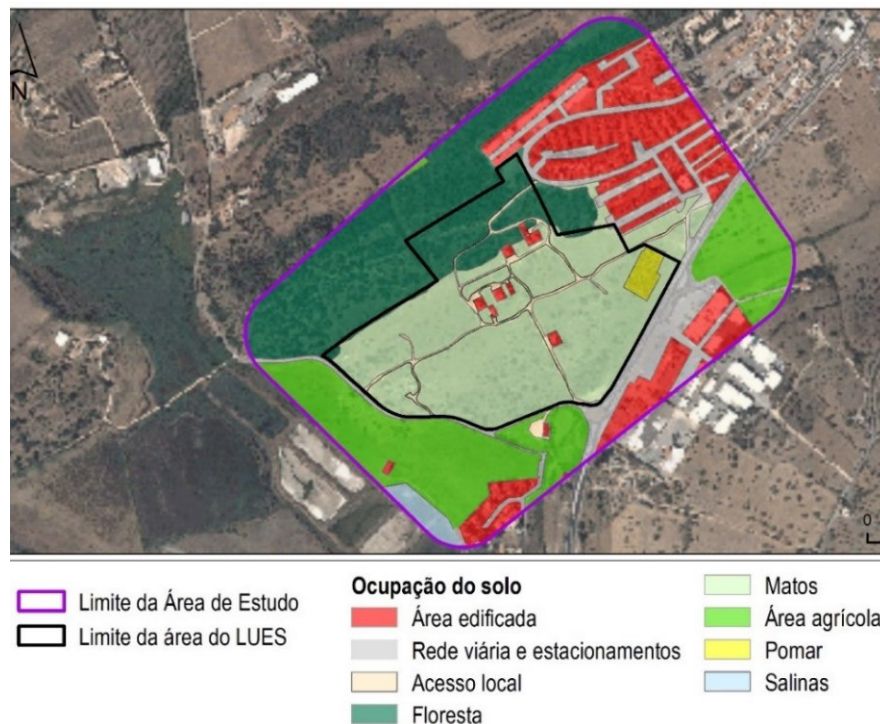 N
0
Limite da Área de Estudo
Limite da área do LUES
Ocupação do solo
Área edificada
Rede viária e estacionamentos
Acesso local
Floresta
Matos
Área agrícola
Pomar
Salinas